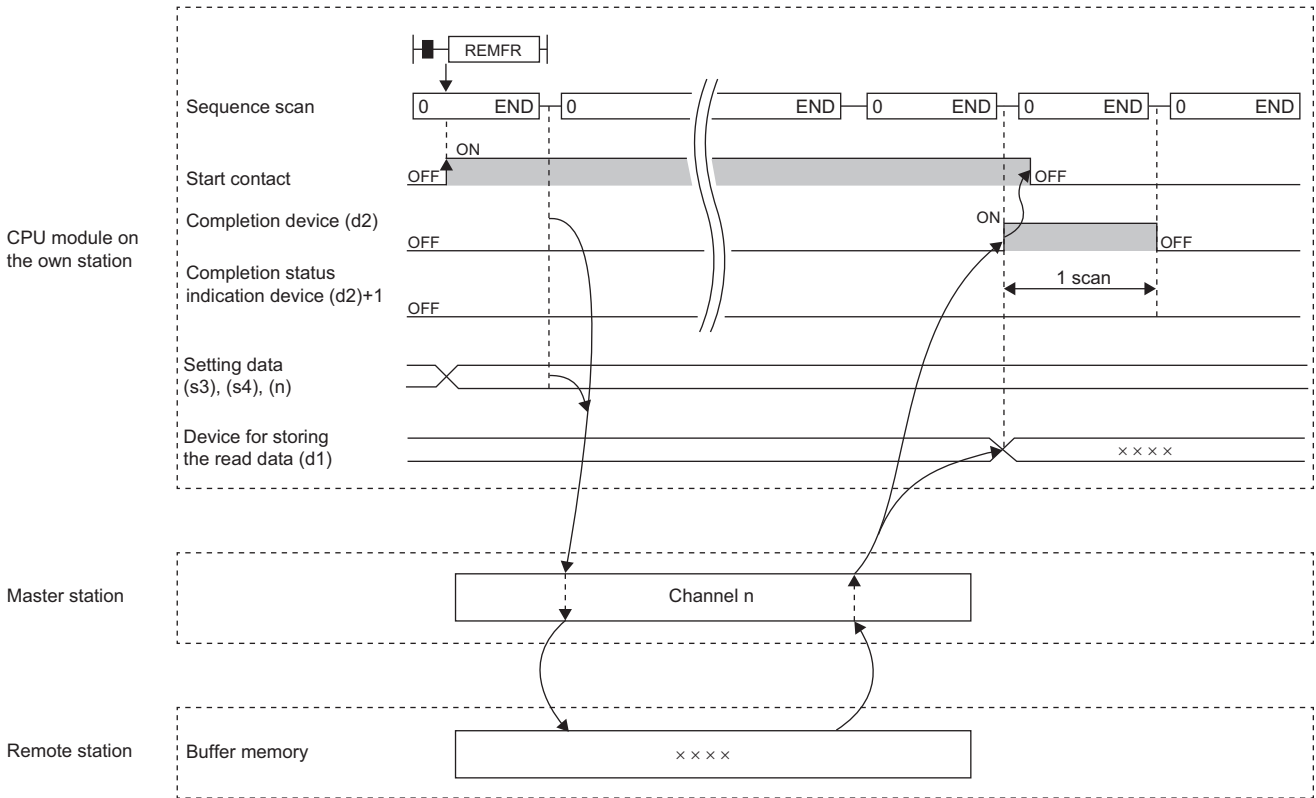 REMFR
Sequence scan
0 END 0 END 0 END 0 END 0 END
ON
Start contact
OFF
OFF
Completion device (d2)
ON
OFF
OFF
CPU module on
the own station
Completion status
indication device (d2)+1
1 scan
OFF
Setting data
(s3), (s4), (n)
Device for storing
the read data (d1)
××××
Master station
Channel n
Remote station
Buffer memory
××××